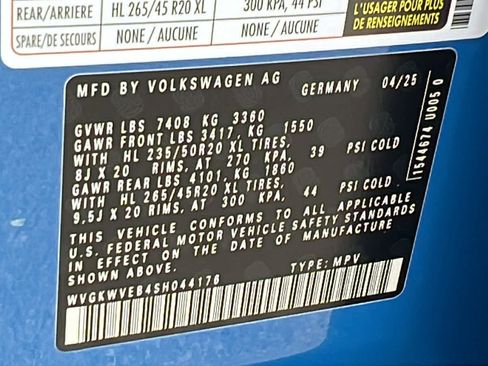 REAR/ARRIERE HL 265/45 R20 XL 300 KPA, 44 PSI
SPARE/DE SECOURS NONE / AUCUNE NONE / AUCUNE
L'USAGER POUR PLUS
DE RENSEIGNEMENTS
MFD BY VOLKSWAGEN AG GERMANY 04/25
GVWR LBS 7408 KG 3360
GAWR FRONT LBS 3417, KG 1550
WITH HL 235/50R20 XL TIRES,
8J X 20 RIMS, AT 270 KPA, 39 PSI COLD
GAWR REAR LBS 4101, KG 1860
WITH HL 265/45R20 XL TIRES,
9.5J X 20 RIMS, AT 300 KPA, 44 PSI COLD
THIS VEHICLE CONFORMS TO ALL APPLICABLE
U.S. FEDERAL MOTOR VEHICLE SAFETY STANDARDS
IN EFFECT ON THE DATE OF MANUFACTURE
SHOWN ABOVE.
WVGKWVEB4SH044176 TYPE: MPV
1544674 U005 0